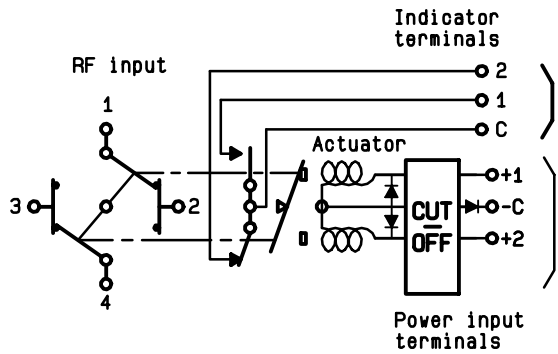 Indicator
terminals
RF input
2
1
1
C
Actuator
+1
3
2
CUT
-C
OFF
+2
4
Power input
terminals